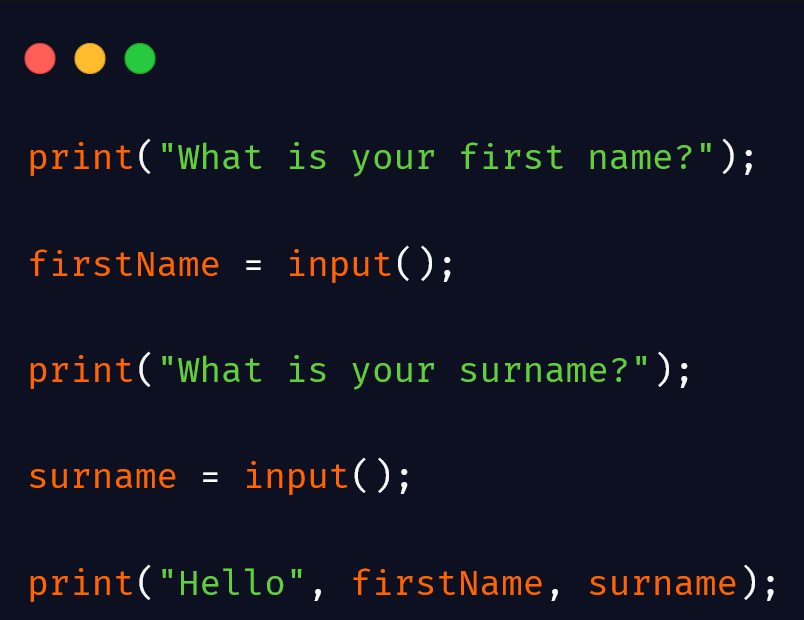 print("What is your first name?");
firstName = input();
print("What is your surname?");
surname = input();
print("Hello", firstName, surname);